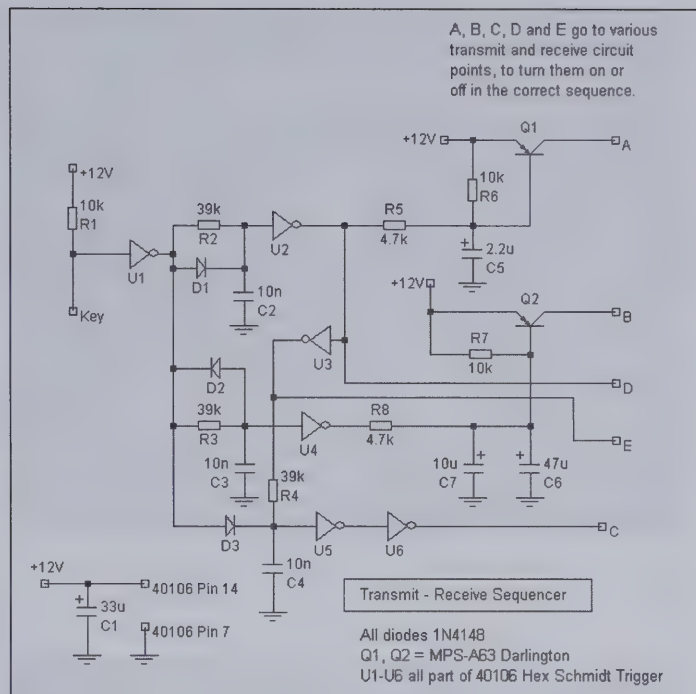 A, B, C, D and E go to various
transmit and receive circuit
points, to turn them on or
off in the correct sequence.
Q1
+12V
A
10k
R6
+12V
10k
R1
39k
R2
U1
U2
R5
4.7k
+
2.2u
C5
D1
10n
C2
Key
+12V
Q2
B
R7
10k
U3
D2
D
39k
R3
R8
4.7k
U4
E
10n
C3
39k
R4
10u
+
C7
+
47u
C6
D3
U5
U6
C
10n
C4
+12V
40106 Pin 14
+
33u
C1
40106 Pin 7
Transmit - Receive Sequencer
All diodes 1N4148
Q1, Q2 = MPS-A63 Darlington
U1-U6 all part of 40106 Hex Schmidt Trigger